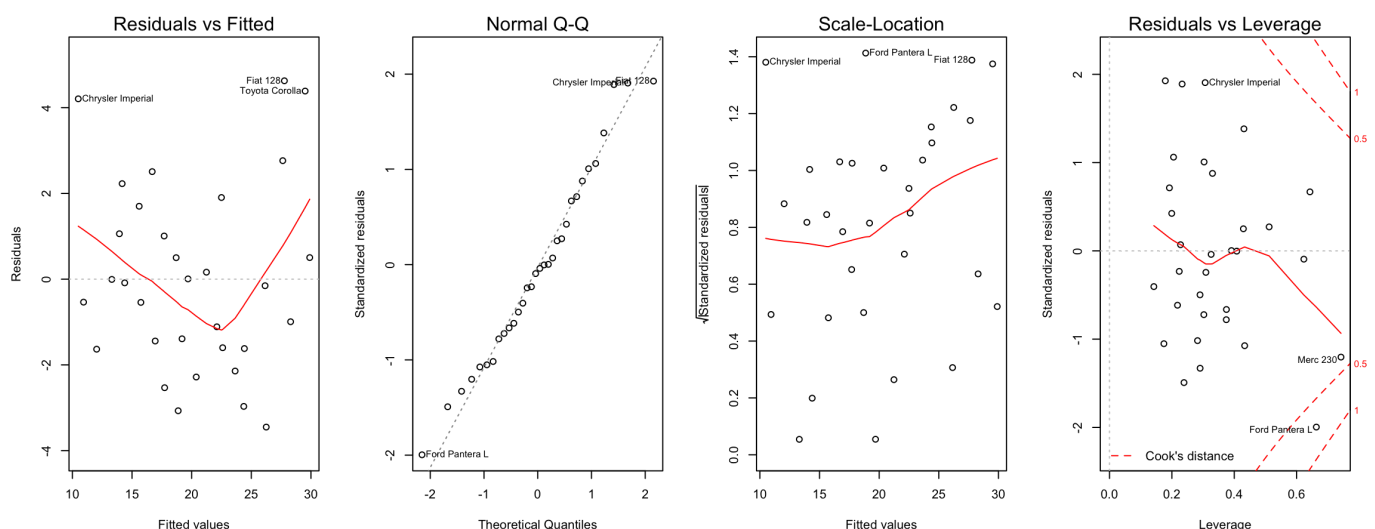 Residuals vs Fitted
Residuals
4
2
0
-2
-4
Chrysler Imperial
Fiat 128
Toyota Corolla
10
15
20
25
30
Fitted values
Normal Q-Q
Standardized residuals
2
1
0
-1
-2
Chrysler Imperial
Fiat 128
Ford Pantera L
-2
-1
0
1
2
Theoretical Quantiles
Scale-Location
√|Standardized residuals|
1.4
1.2
1.0
0.8
0.6
0.4
0.2
0.0
Chrysler Imperial
Ford Pantera L
Fiat 128
10
15
20
25
30
Fitted values
Residuals vs Leverage
Standardized residuals
2
1
0
-1
-2
Chrysler Imperial
Merc 230
Ford Pantera L
Cook's distance
1
0.5
0.5
1
0.0
0.2
0.4
0.6
Leverage